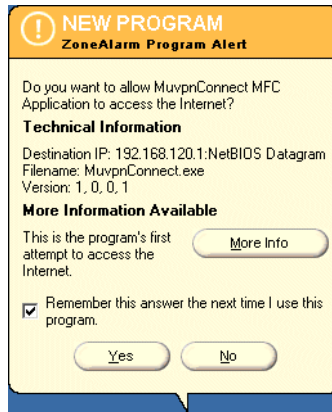 NEW PROGRAM
ZoneAlarm Program Alert
Do you want to allow MuvpnConnect MFC
Application to access the Internet?
Technical Information
Destination IP: 192.168.120.1:NetBIOS Datagram
Filename: MuvpnConnect.exe
Version: 1, 0, 0, 1
More Information Available
This is the program's first
attempt to access the
Internet.
More Info
Remember this answer the next time I use this
program.
Yes
No